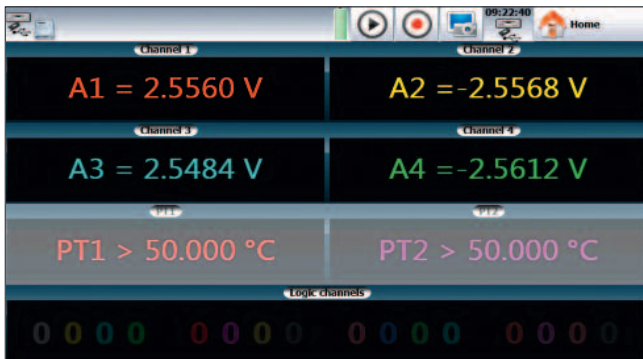 09:22:40
Home
Channel 1
Channel 2
A1 = 2.5560 V
A2 =-2.5568 V
Channel 3
Channel 4
A3 = 2.5484 V
A4 =-2.5612 V
PT1
PT2
PT1 > 50.000 °C
PT2 > 50.000 °C
Logic channels
0 0 0 0 0 0 0 0 0 0 0 0 0 0 0 0